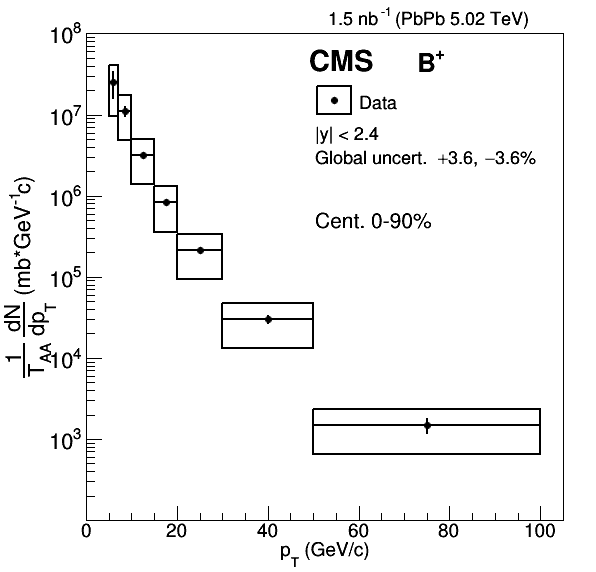 1.5 nb⁻¹ (PbPb 5.02 TeV)
CMS B⁺
Data
|y| < 2.4
Global uncert. +3.6, −3.6%
Cent. 0-90%
10⁸
10⁷
10⁶
10⁵
10⁴
10³
1/T_AA dN/dp_T (mb*GeV⁻¹c)
0 20 40 60 80 100
p_T (GeV/c)